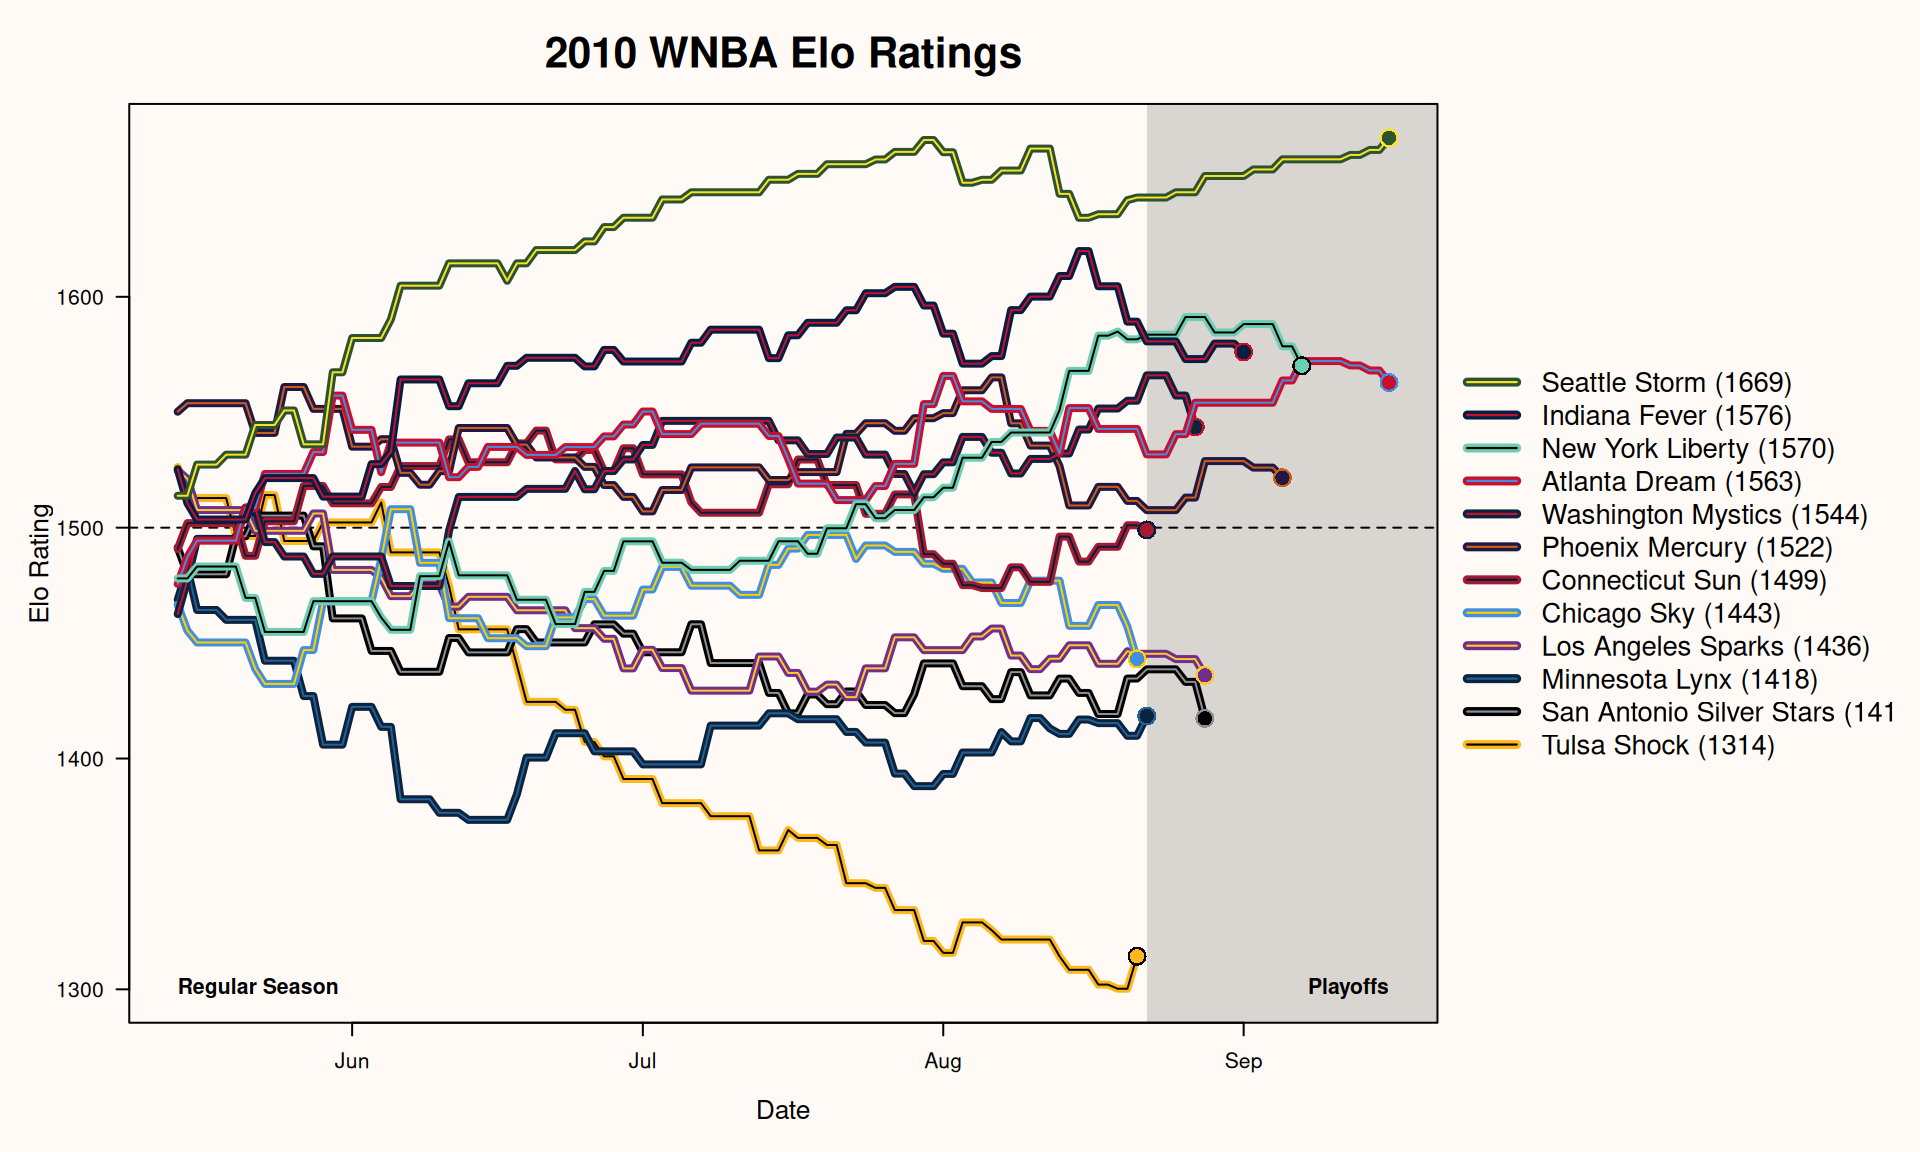 2010 WNBA Elo Ratings
1600
1500
1400
1300
Elo Rating
Regular Season
Playoffs
Jun
Jul
Aug
Sep
Date
Seattle Storm (1669)
Indiana Fever (1576)
New York Liberty (1570)
Atlanta Dream (1563)
Washington Mystics (1544)
Phoenix Mercury (1522)
Connecticut Sun (1499)
Chicago Sky (1443)
Los Angeles Sparks (1436)
Minnesota Lynx (1418)
San Antonio Silver Stars (141
Tulsa Shock (1314)